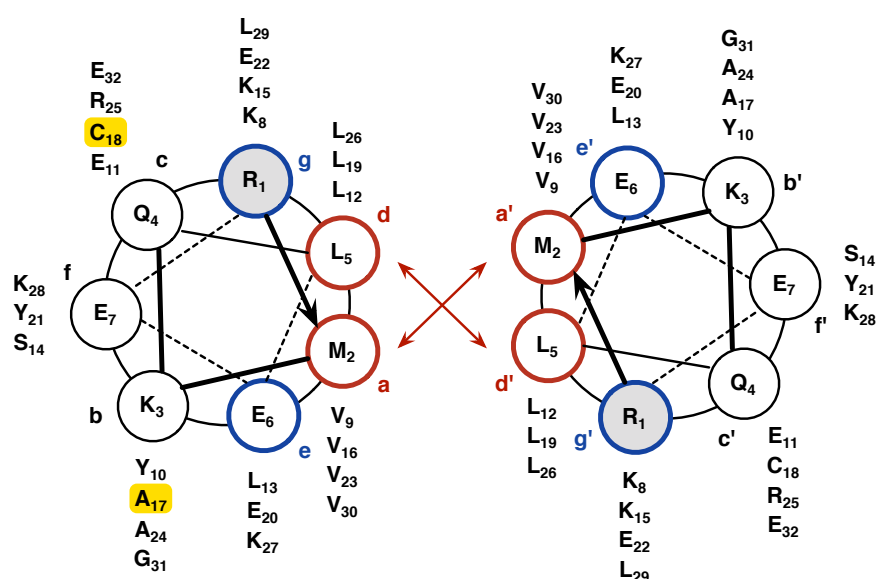 L29
E22
K15
K8
E32
R25
C18
E11
c
g
R1
Q4
L26
L19
L12
d
L5
f
K28
Y21
S14
E7
M2
a
b
K3
E6
e
Y10
A17
A24
G31
L13
E20
K27
V9
V16
V23
V30
V30
V23
V16
V9
K27
E20
L13
G31
A24
A17
Y10
e'
E6
K3
b'
a'
M2
E7
f'
S14
Y21
K28
L5
d'
Q4
c'
g'
R1
L12
L19
L26
K8
K15
E22
L29
E11
C18
R25
E32